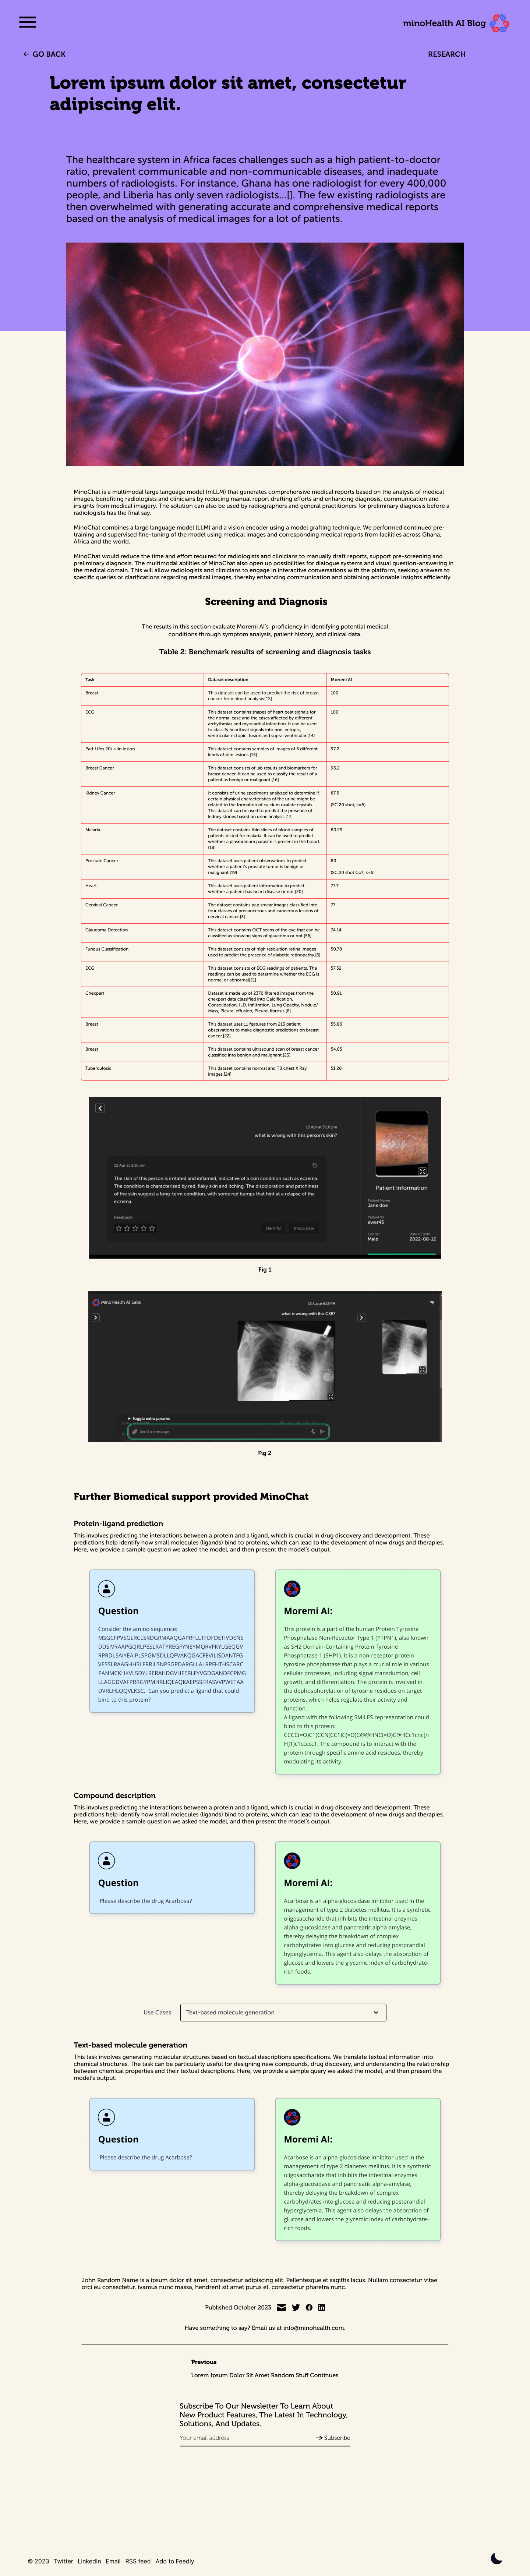 minoHealth AI Blog
GO BACK
RESEARCH
Lorem ipsum dolor sit amet, consectetur
adipiscing elit.
The healthcare system in Africa faces challenges such as a high patient-to-doctor
ratio, prevalent communicable and non-communicable diseases, and inadequate
numbers of radiologists. For instance, Ghana has one radiologist for every 400,000
people, and Liberia has only seven radiologists...[]. The few existing radiologists are
then overwhelmed with generating accurate and comprehensive medical reports
based on the analysis of medical images for a lot of patients.
MinoChat is a multimodal large language model (mLLM) that generates comprehensive medical reports based on the analysis of medical
images, benefiting radiologists and clinicians by reducing manual report drafting efforts and enhancing diagnosis, communication and
insights from medical imagery. The solution can also be used by radiographers and general practitioners for preliminary diagnosis before a
radiologists has the final say.
MinoChat combines a large language model (LLM) and a vision encoder using a model grafting technique. We performed continued pre-
training and supervised fine-tuning of the model using medical images and corresponding medical reports from facilities across Ghana,
Africa and the world.
MinoChat would reduce the time and effort required for radiologists and clinicians to manually draft reports, support pre-screening and
preliminary diagnosis. The multimodal abilities of MinoChat also open up possibilities for dialogue systems and visual question-answering in
the medical domain. This will allow radiologists and clinicians to engage in interactive conversations with the platform, seeking answers to
specific queries or clarifications regarding medical images, thereby enhancing communication and obtaining actionable insights efficiently.
Screening and Diagnosis
The results in this section evaluate Moremi AI's proficiency in identifying potential medical
conditions through symptom analysis, patient history, and clinical data.
Table 2: Benchmark results of screening and diagnosis tasks
Task Dataset description Moremi AI
Breast This dataset can be used to predict the risk of breast 100
cancer from blood analysis[13]
ECG This dataset contains shapes of heart beat signals for 100
the normal case and the cases affected by different
arrhythmias and myocardial infarction. It can be used
to classify heartbeat signals into non-ectopic,
ventricular ectopic, fusion and supra-ventricular.[14]
Pad-Ufes 20/ skin lesion This dataset contains samples of images of 6 different 97.2
kinds of skin lesions.[15]
Breast Cancer This dataset consists of lab results and biomarkers for 96.2
breast cancer. It can be used to classify the result of a
patient as benign or malignant.[16]
Kidney Cancer It consists of urine specimens analyzed to determine if 87.5
certain physical characteristics of the urine might be
related to the formation of calcium oxalate crystals. (SC 20 shot, k=5)
This dataset can be used to predict the presence of
kidney stones based on urine analysis.[17]
Malaria The dataset contains thin slices of blood samples of 80.29
patients tested for malaria. It can be used to predict
whether a plasmodium parasite is present in the blood.
[18]
Prostate Cancer This dataset uses patient observations to predict 80
whether a patient's prostate tumor is benign or
malignant.[19] (SC 20 shot CoT, k=5)
Heart This dataset uses patient information to predict 77.7
whether a patient has heart disease or not.[20]
Cervical Cancer The dataset contains pap smear images classified into 77
four classes of precancerous and cancerous lesions of
cervical cancer.[3]
Glaucoma Detection This dataset contains OCT scans of the eye that can be 74.14
classified as showing signs of glaucoma or not.[56]
Fundus Classification This dataset consists of high resolution retina images 50.78
used to predict the presence of diabetic retinopathy.[6]
ECG This dataset consists of ECG readings of patients. The 57.32
readings can be used to determine whether the ECG is
normal or abnormal[21]
Chexpert Dataset is made up of 2370 filtered images from the 50.91
chexpert data classified into Calcification,
Consolidation, ILD, Infiltration, Lung Opacity, Nodule/
Mass, Pleural effusion, Pleural fibrosis.[8]
Breast This dataset uses 11 features from 213 patient 55.86
observations to make diagnostic predictions on breast
cancer.[22]
Breast This dataset contains ultrasound scan of breast cancer 54.05
classified into benign and malignant.[23]
Tuberculosis This dataset contains normal and TB chest X Ray 51.28
images.[24]
12 Apr at 3:16 pm
what is wrong with this person's skin?
12 Apr at 3:16 pm
The skin of this person is irritated and inflamed, indicative of a skin condition such as eczema.
The condition is characterized by red, flaky skin and itching. The discoloration and patchiness
of the skin suggest a long-term condition, with some red bumps that hint at a relapse of the
eczema.
Feedback:
Harmful Inaccurate
Patient Information
Patient Name
Jane doe
Patient ID
ewor43
Gender Date of Birth
Male 2022-08-12
Fig 1
MinoHealth AI Labs
what is wrong with this CXR?
Toggle extra params
Send a message
Fig 2
Further Biomedical support provided MinoChat
Protein-ligand prediction
This involves predicting the interactions between a protein and a ligand, which is crucial in drug discovery and development. These
predictions help identify how small molecules (ligands) bind to proteins, which can lead to the development of new drugs and therapies.
Here, we provide a sample question we asked the model, and then present the model's output.
Question
Consider the amino sequence:
MSGCFPVSGLRCLSRDGRMAAQGAPRFLLTFDFDETIVDENS
DDSIVRAAPGQRLPESLRATYREGFYNEYMQRVFKYLGEQGV
RPRDLSAIYEAIPLSPGMSDLLQFVAKQGACFEVILISDANTFG
VESSLRAAGHHSLFRRILSNPSGPDARGLLALRPFHTHSCARC
PANMCKHKVLSDYLRERAHDGVHFERLFYVGDGANDFCPMG
LLAGGDVAFPRRGYPMHRLIQEAQKAEPSSFRASVVPWETAA
DVRLHLQQVLKSC. Can you predict a ligand that could
bind to this protein?
Moremi AI:
This protein is a part of the human Protein Tyrosine
Phosphatase Non-Receptor Type 1 (PTPN1), also known
as SH2 Domain-Containing Protein Tyrosine
Phosphatase 1 (SHP1). It is a non-receptor protein
tyrosine phosphatase that plays a crucial role in various
cellular processes, including signal transduction, cell
growth, and differentiation. The protein is involved in
the dephosphorylation of tyrosine residues on target
proteins, which helps regulate their activity and
function.
A ligand with the following SMILES representation could
bind to this protein:
CCCC(=O)C1(CCN(CC1)C(=O)C@@HNC(=O)C@HCc1cnc[n
H]1)c1ccccc1. The compound is to interact with the
protein through specific amino acid residues, thereby
modulating its activity.
Compound description
This involves predicting the interactions between a protein and a ligand, which is crucial in drug discovery and development. These
predictions help identify how small molecules (ligands) bind to proteins, which can lead to the development of new drugs and therapies.
Here, we provide a sample question we asked the model, and then present the model's output.
Question
Please describe the drug Acarbosa?
Moremi AI:
Acarbose is an alpha-glucosidase inhibitor used in the
management of type 2 diabetes mellitus. It is a synthetic
oligosaccharide that inhibits the intestinal enzymes
alpha-glucosidase and pancreatic alpha-amylase,
thereby delaying the breakdown of complex
carbohydrates into glucose and reducing postprandial
hyperglycemia. This agent also delays the absorption of
glucose and lowers the glycemic index of carbohydrate-
rich foods.
Use Cases: Text-based molecule generation
Text-based molecule generation
This task involves generating molecular structures based on textual descriptions specifications. We translate textual information into
chemical structures. The task can be particularly useful for designing new compounds, drug discovery, and understanding the relationship
between chemical properties and their textual descriptions. Here, we provide a sample query we asked the model, and then present the
model's output.
Question
Please describe the drug Acarbosa?
Moremi AI:
Acarbose is an alpha-glucosidase inhibitor used in the
management of type 2 diabetes mellitus. It is a synthetic
oligosaccharide that inhibits the intestinal enzymes
alpha-glucosidase and pancreatic alpha-amylase,
thereby delaying the breakdown of complex
carbohydrates into glucose and reducing postprandial
hyperglycemia. This agent also delays the absorption of
glucose and lowers the glycemic index of carbohydrate-
rich foods.
John Random Name is a ipsum dolor sit amet, consectetur adipiscing elit. Pellentesque et sagittis lacus. Nullam consectetur vitae
orci eu consectetur. ivamus nunc massa, hendrerit sit amet purus et, consectetur pharetra nunc.
Published October 2023
Have something to say? Email us at info@minohealth.com.
Previous
Lorem Ipsum Dolor Sit Amet Random Stuff Continues
Subscribe To Our Newsletter To Learn About
New Product Features, The Latest In Technology,
Solutions, And Updates.
Your email address Subscribe
© 2023 Twitter LinkedIn Email RSS feed Add to Feedly